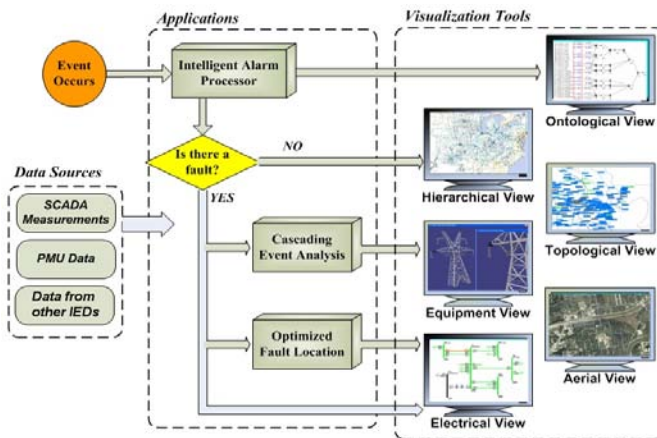 Applications
Visualization Tools
Event
Occurs
Intelligent Alarm
Processor
Ontological View
Is there a
fault?
NO
YES
Hierarchical View
Data Sources
SCADA
Measurements
PMU Data
Data from
other IEDs
Cascading
Event Analysis
Topological View
Equipment View
Optimized
Fault Location
Aerial View
Electrical View